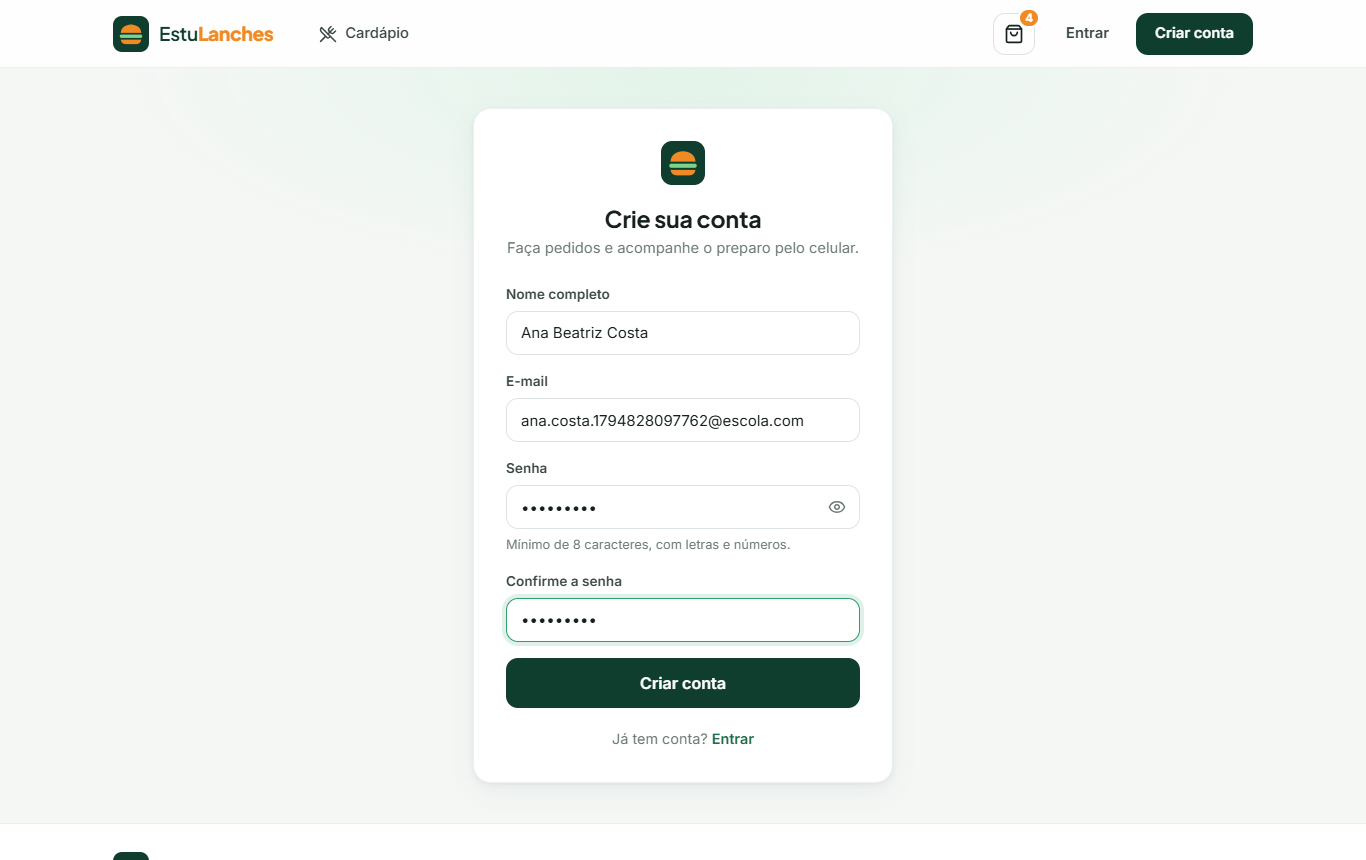 EstuLanches
Cardápio
4
Entrar
Criar conta
Crie sua conta
Faça pedidos e acompanhe o preparo pelo celular.
Nome completo
Ana Beatriz Costa
E-mail
ana.costa.1794828097762@escola.com
Senha
•••••••••
Mínimo de 8 caracteres, com letras e números.
Confirme a senha
•••••••••
Criar conta
Já tem conta? Entrar